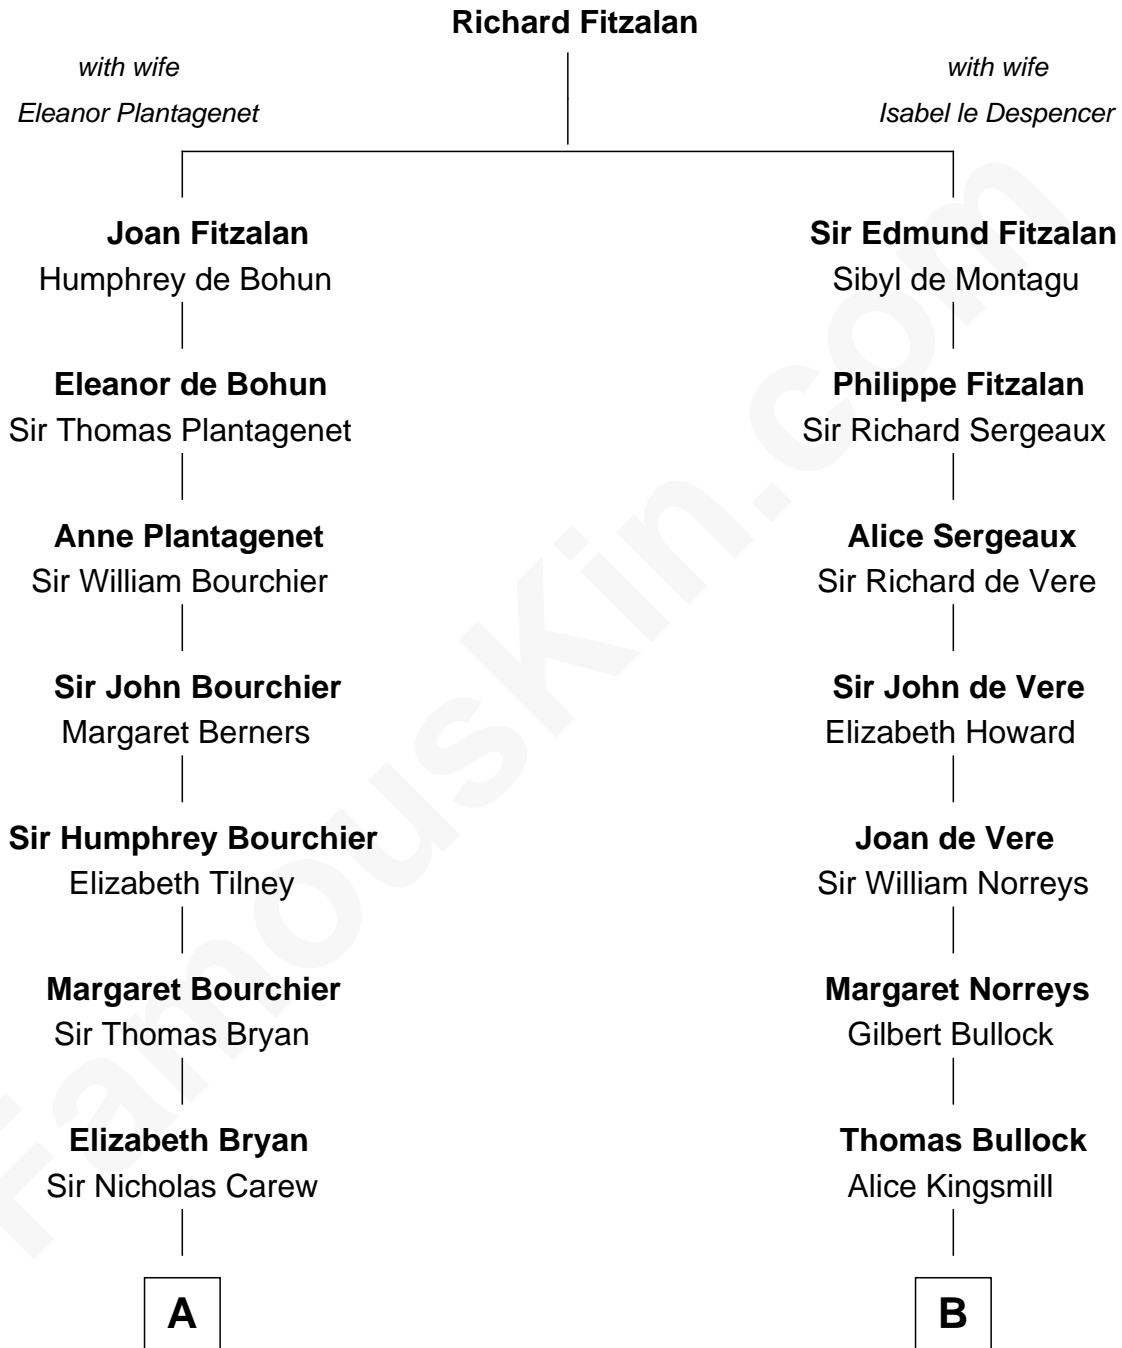 Richard Fitzalan
with wife
Eleanor Plantagenet
with wife
Isabel le Despencer
Joan Fitzalan
Humphrey de Bohun
Sir Edmund Fitzalan
Sibyl de Montagu
Eleanor de Bohun
Sir Thomas Plantagenet
Philippe Fitzalan
Sir Richard Sergeaux
Anne Plantagenet
Sir William Bourchier
Alice Sergeaux
Sir Richard de Vere
Sir John Bourchier
Margaret Berners
Sir John de Vere
Elizabeth Howard
Sir Humphrey Bourchier
Elizabeth Tilney
Joan de Vere
Sir William Norreys
Margaret Bourchier
Sir Thomas Bryan
Margaret Norreys
Gilbert Bullock
Elizabeth Bryan
Sir Nicholas Carew
Thomas Bullock
Alice Kingsmill
A
B
FamousKin.com